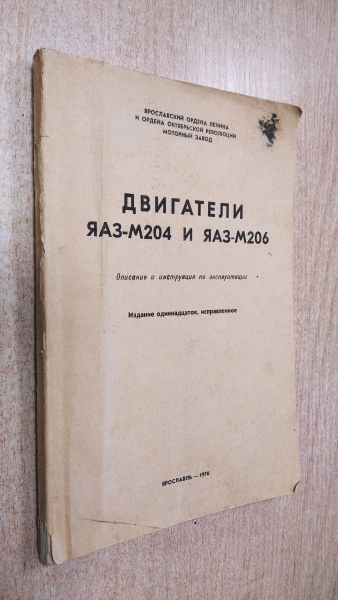 ЯРОСЛАВСКИЙ ОРДЕНА ЛЕНИНА
И ОРДЕНА ОКТЯБРЬСКОЙ РЕВОЛЮЦИИ
МОТОРНЫЙ ЗАВОД
ДВИГАТЕЛИ
ЯАЗ-М204 И ЯАЗ-М206
Описание и инструкция по эксплуатации
Издание одиннадцатое, исправленное
ЯРОСЛАВЛЬ — 1976